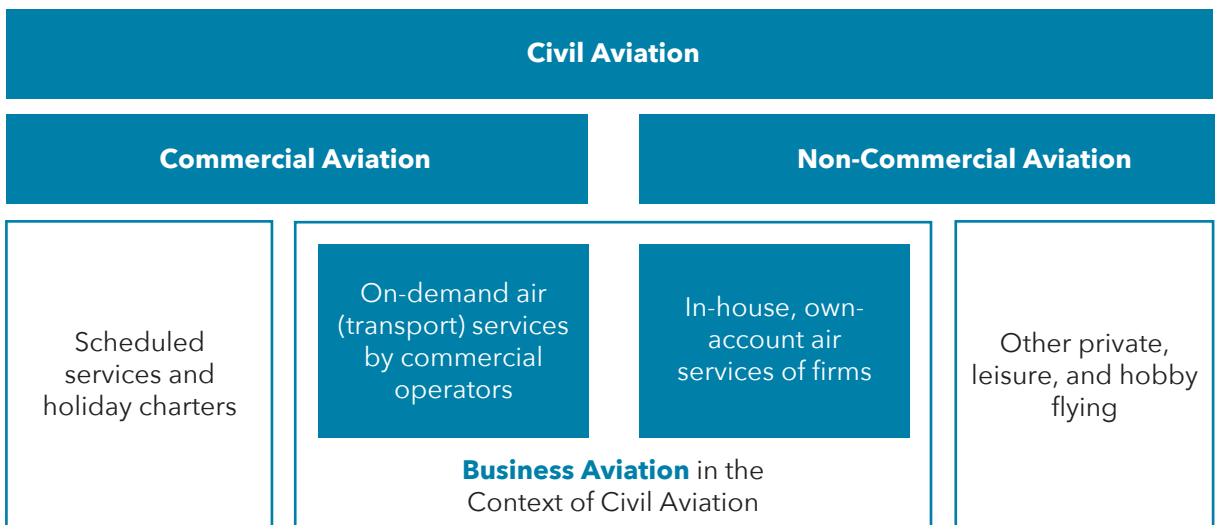 Civil Aviation
Commercial Aviation
Non-Commercial Aviation
Scheduled
services and
holiday charters
On-demand air
(transport) services
by commercial
operators
In-house, own-
account air
services of firms
Other private,
leisure, and hobby
flying
Business Aviation in the
Context of Civil Aviation